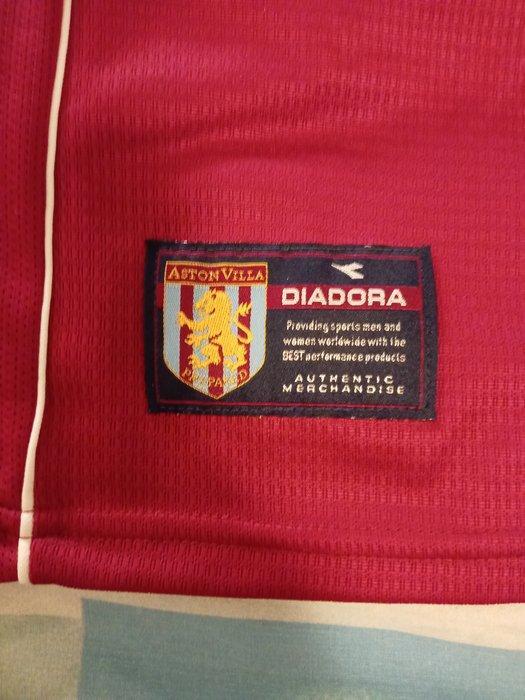 ASTON VILLA
PREPARED
DIADORA
Providing sports men and
women worldwide with the
BEST performance products
AUTHENTIC
MERCHANDISE